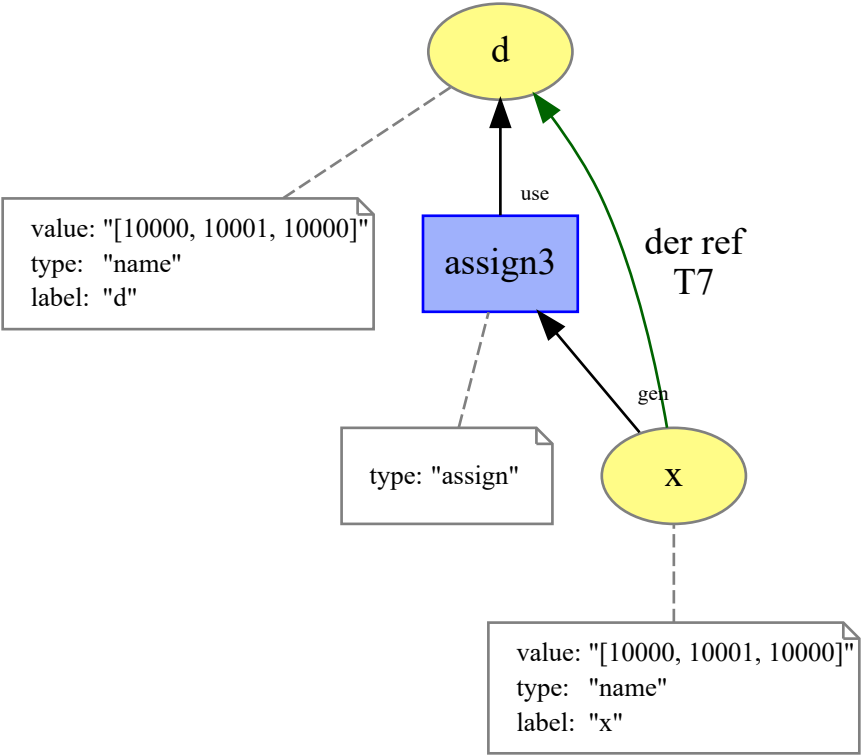 d
use
value: "[10000, 10001, 10000]"
type: "name"
label: "d"
assign3
der ref
T7
gen
type: "assign"
x
value: "[10000, 10001, 10000]"
type: "name"
label: "x"